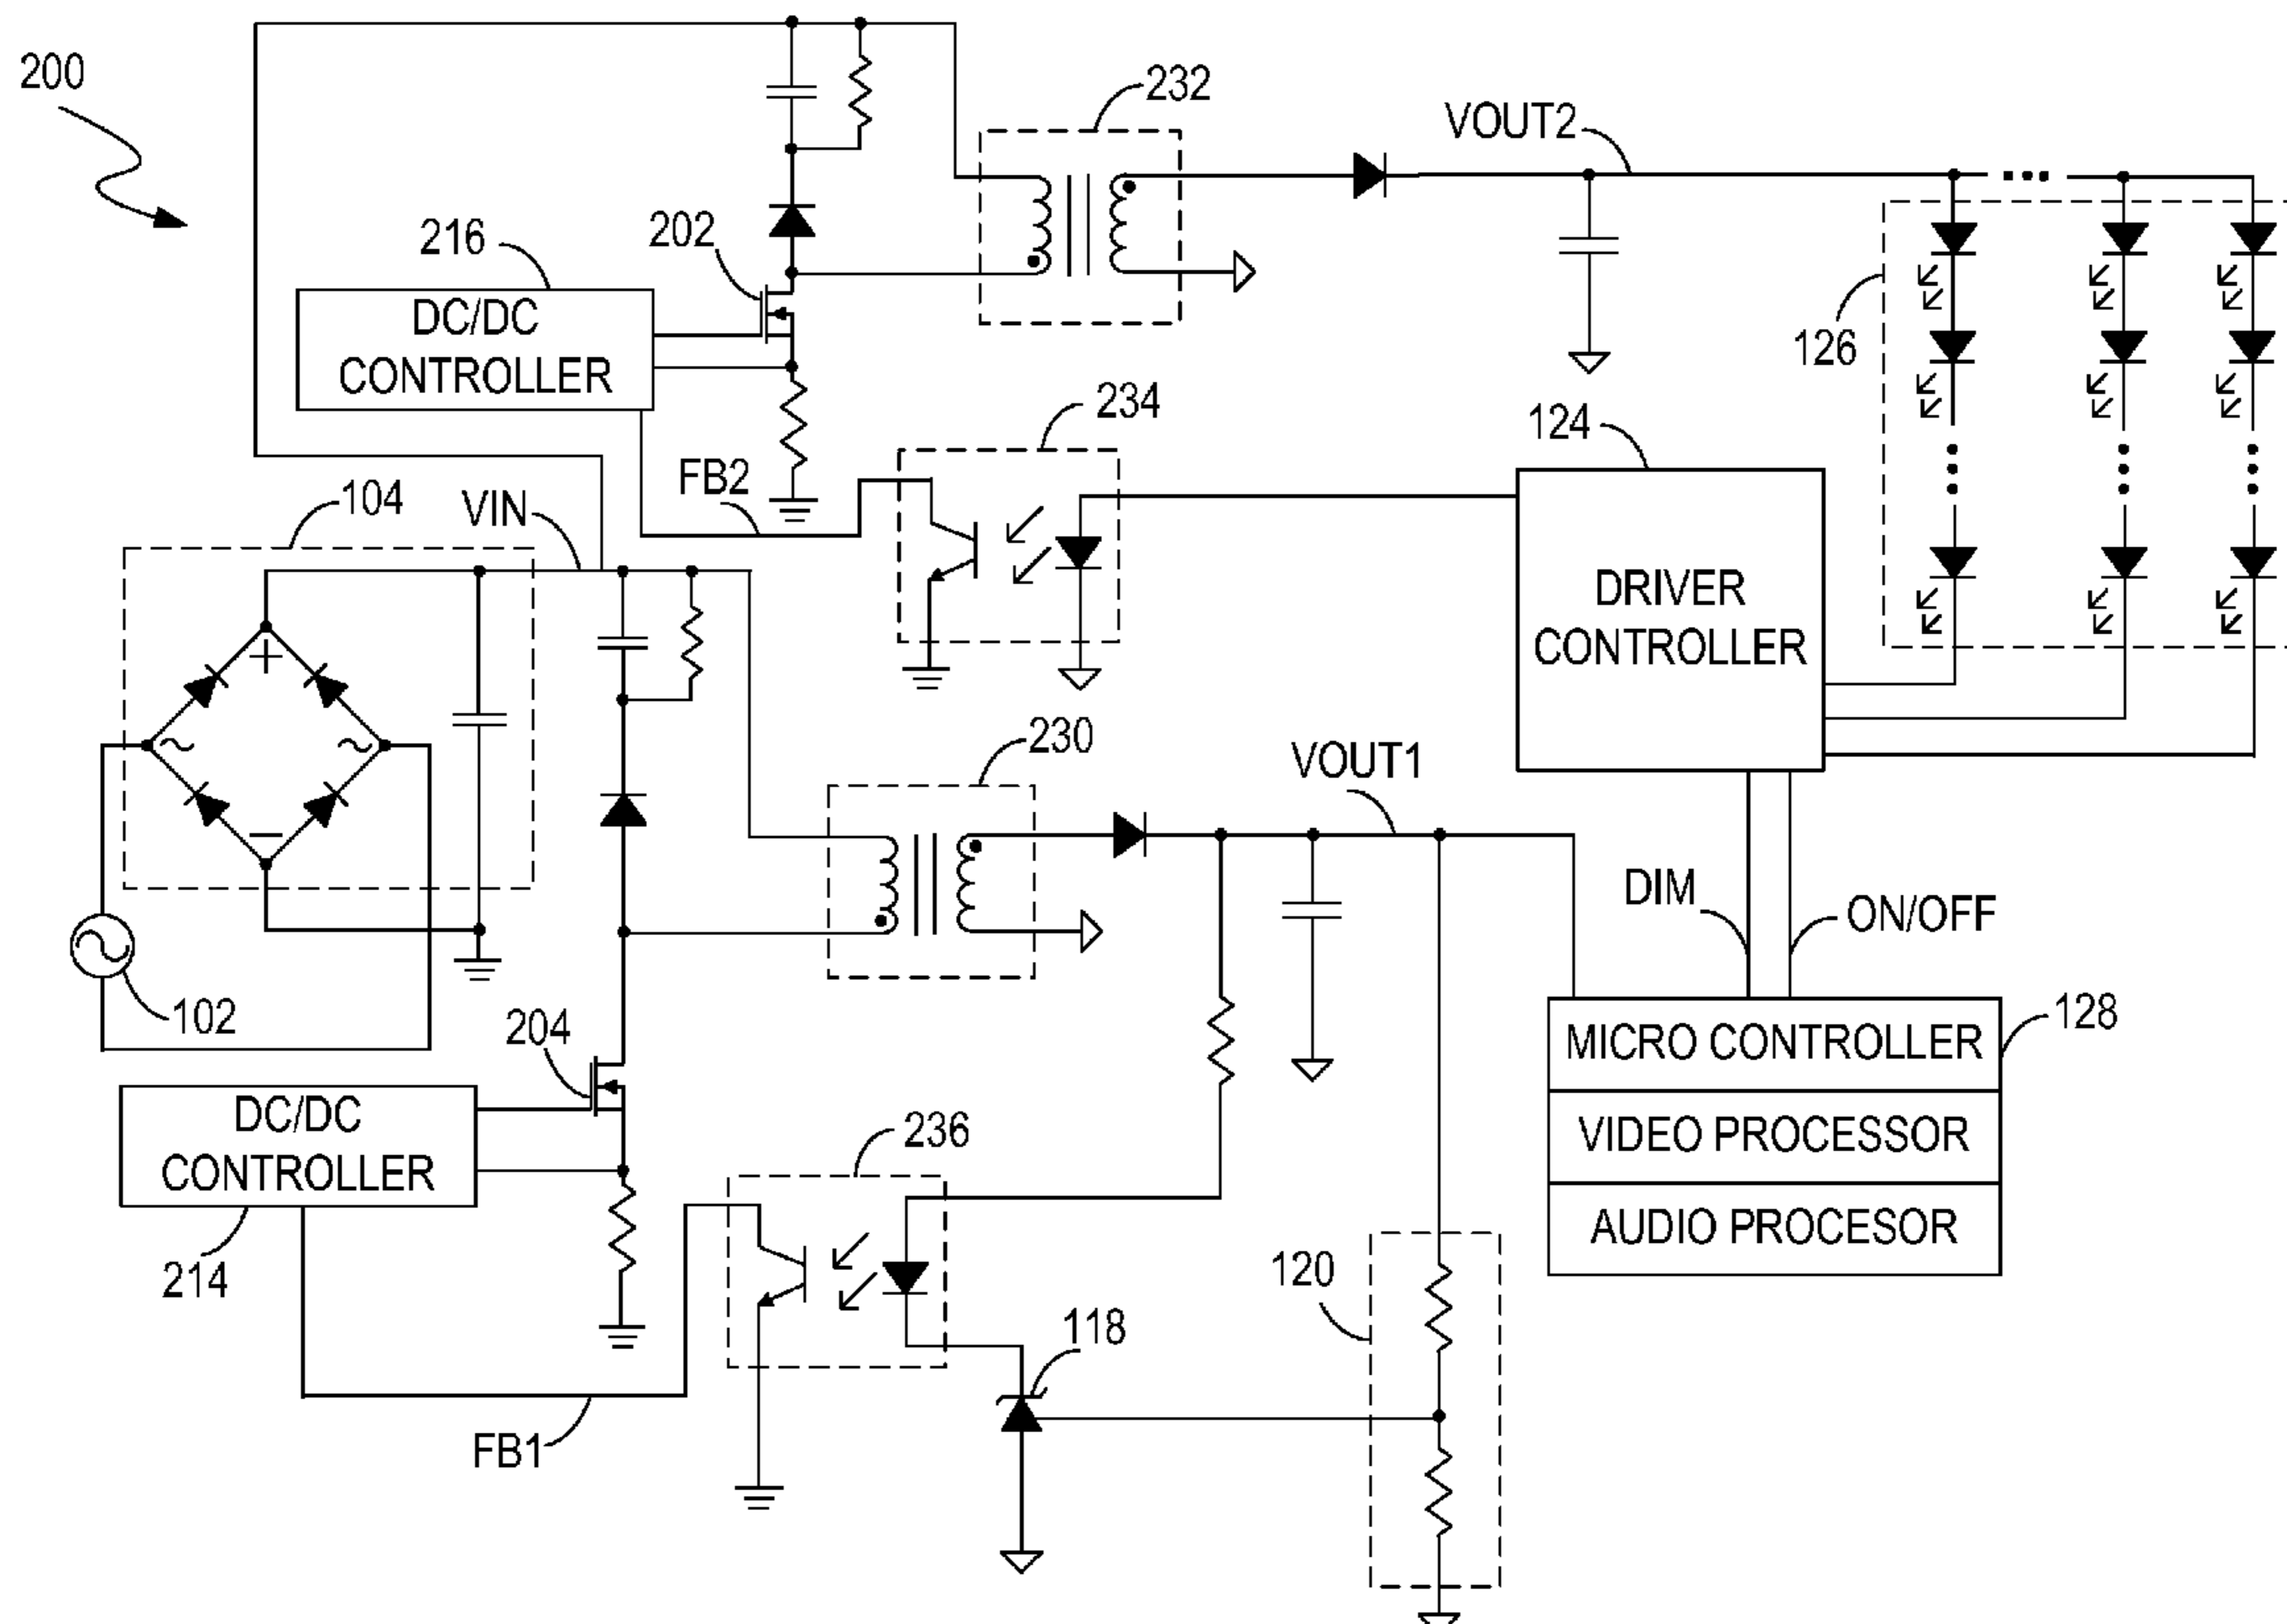 200
232
VOUT2
216
202
DC/DC
CONTROLLER
126
234
124
FB2
104
VIN
DRIVER
CONTROLLER
230
VOUT1
DIM
ON/OFF
102
204
MICRO CONTROLLER
128
DC/DC
CONTROLLER
236
VIDEO PROCESSOR
AUDIO PROCESOR
214
120
118
FB1